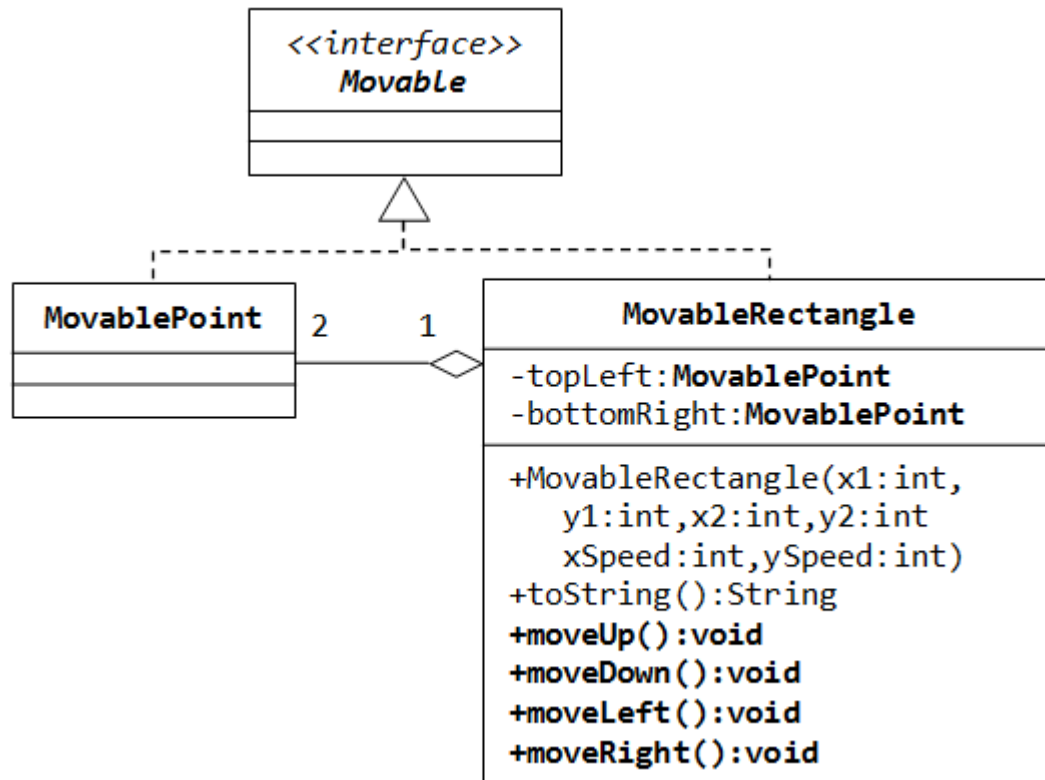 <<interface>>
Movable
MovablePoint
2
1
MovableRectangle
-topLeft:MovablePoint
-bottomRight:MovablePoint
+MovableRectangle(x1:int,
y1:int,x2:int,y2:int
xSpeed:int,ySpeed:int)
+toString():String
+moveUp():void
+moveDown():void
+moveLeft():void
+moveRight():void